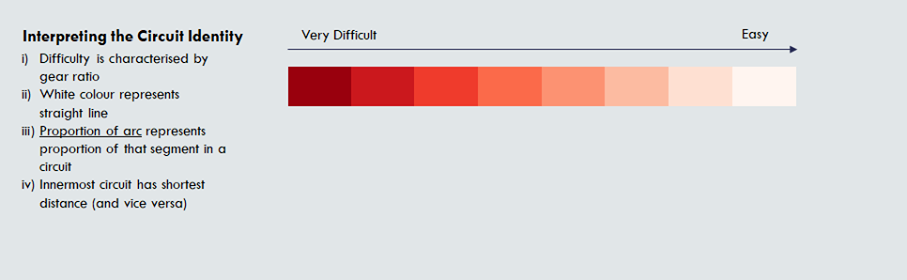 Interpreting the Circuit Identity
i) Difficulty is characterised by
gear ratio
ii) White colour represents
straight line
iii) Proportion of arc represents
proportion of that segment in a
circuit
iv) Innermost circuit has shortest
distance (and vice versa)
Very Difficult
Easy